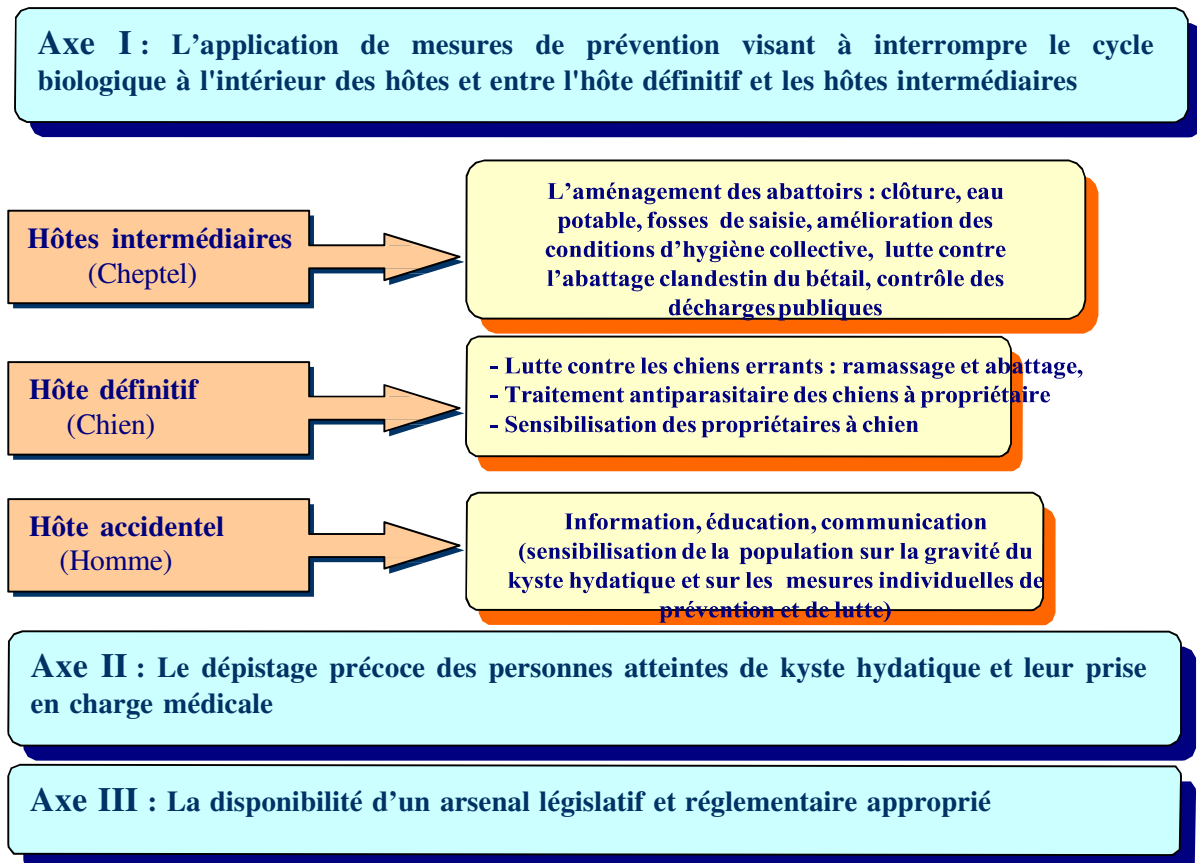 Axe I : L’application de mesures de prévention visant à interrompre le cycle
biologique à l'intérieur des hôtes et entre l'hôte définitif et les hôtes intermédiaires
Hôtes intermédiaires
(Cheptel)
L’aménagement des abattoirs : clôture, eau
potable, fosses de saisie, amélioration des
conditions d’hygiène collective, lutte contre
l’abattage clandestin du bétail, contrôle des
décharges publiques
Hôte définitif
(Chien)
- Lutte contre les chiens errants : ramassage et abattage,
- Traitement antiparasitaire des chiens à propriétaire
- Sensibilisation des propriétaires à chien
Hôte accidentel
(Homme)
Information, éducation, communication
(sensibilisation de la population sur la gravité du
kyste hydatique et sur les mesures individuelles de
prévention et de lutte)
Axe II : Le dépistage précoce des personnes atteintes de kyste hydatique et leur prise
en charge médicale
Axe III : La disponibilité d’un arsenal législatif et réglementaire approprié